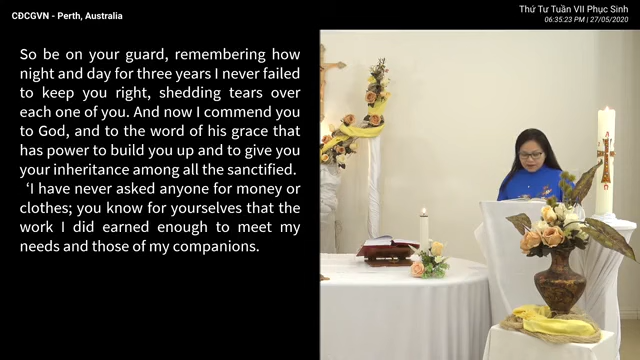 CĐCGVN - Perth, Australia
Thứ Tư Tuần VII Phục Sinh
06:35:23 PM | 27/05/2020
So be on your guard, remembering how
night and day for three years I never failed
to keep you right, shedding tears over
each one of you. And now I commend you
to God, and to the word of his grace that
has power to build you up and to give you
your inheritance among all the sanctified.
‘I have never asked anyone for money or
clothes; you know for yourselves that the
work I did earned enough to meet my
needs and those of my companions.